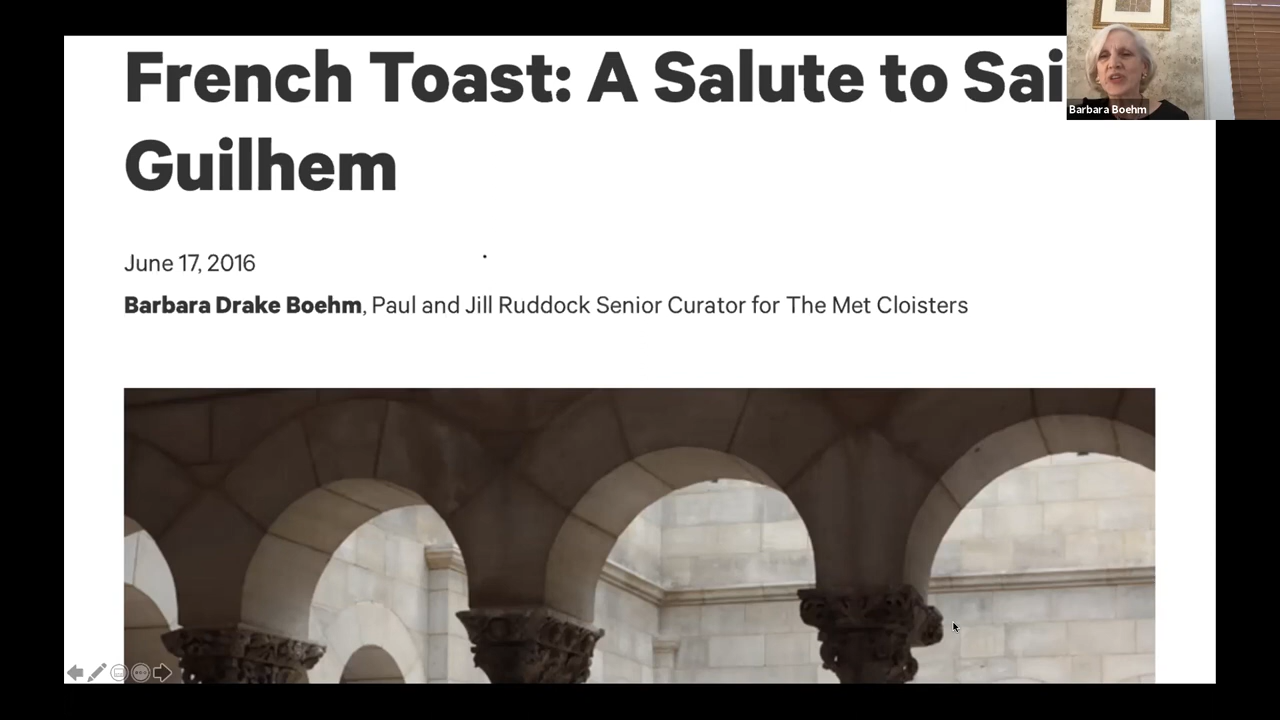 French Toast: A Salute to Sai
Guilhem
June 17, 2016
Barbara Drake Boehm, Paul and Jill Ruddock Senior Curator for The Met Cloisters
Barbara Boehm